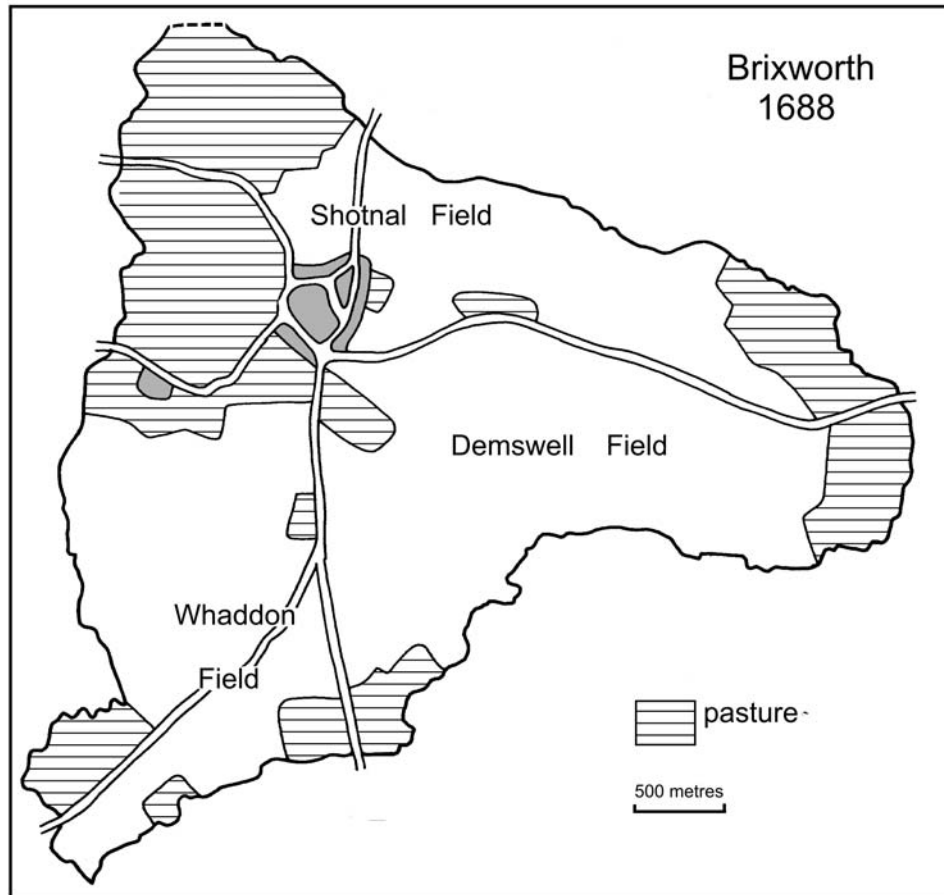 Brixworth
1688
Shotnal Field
Demswell Field
Whaddon
Field
pasture
500 metres